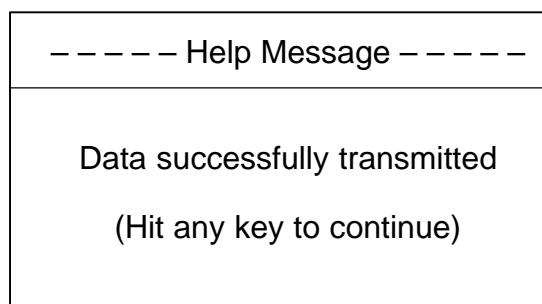 – – – – – Help Message – – – – –
Data successfully transmitted
(Hit any key to continue)